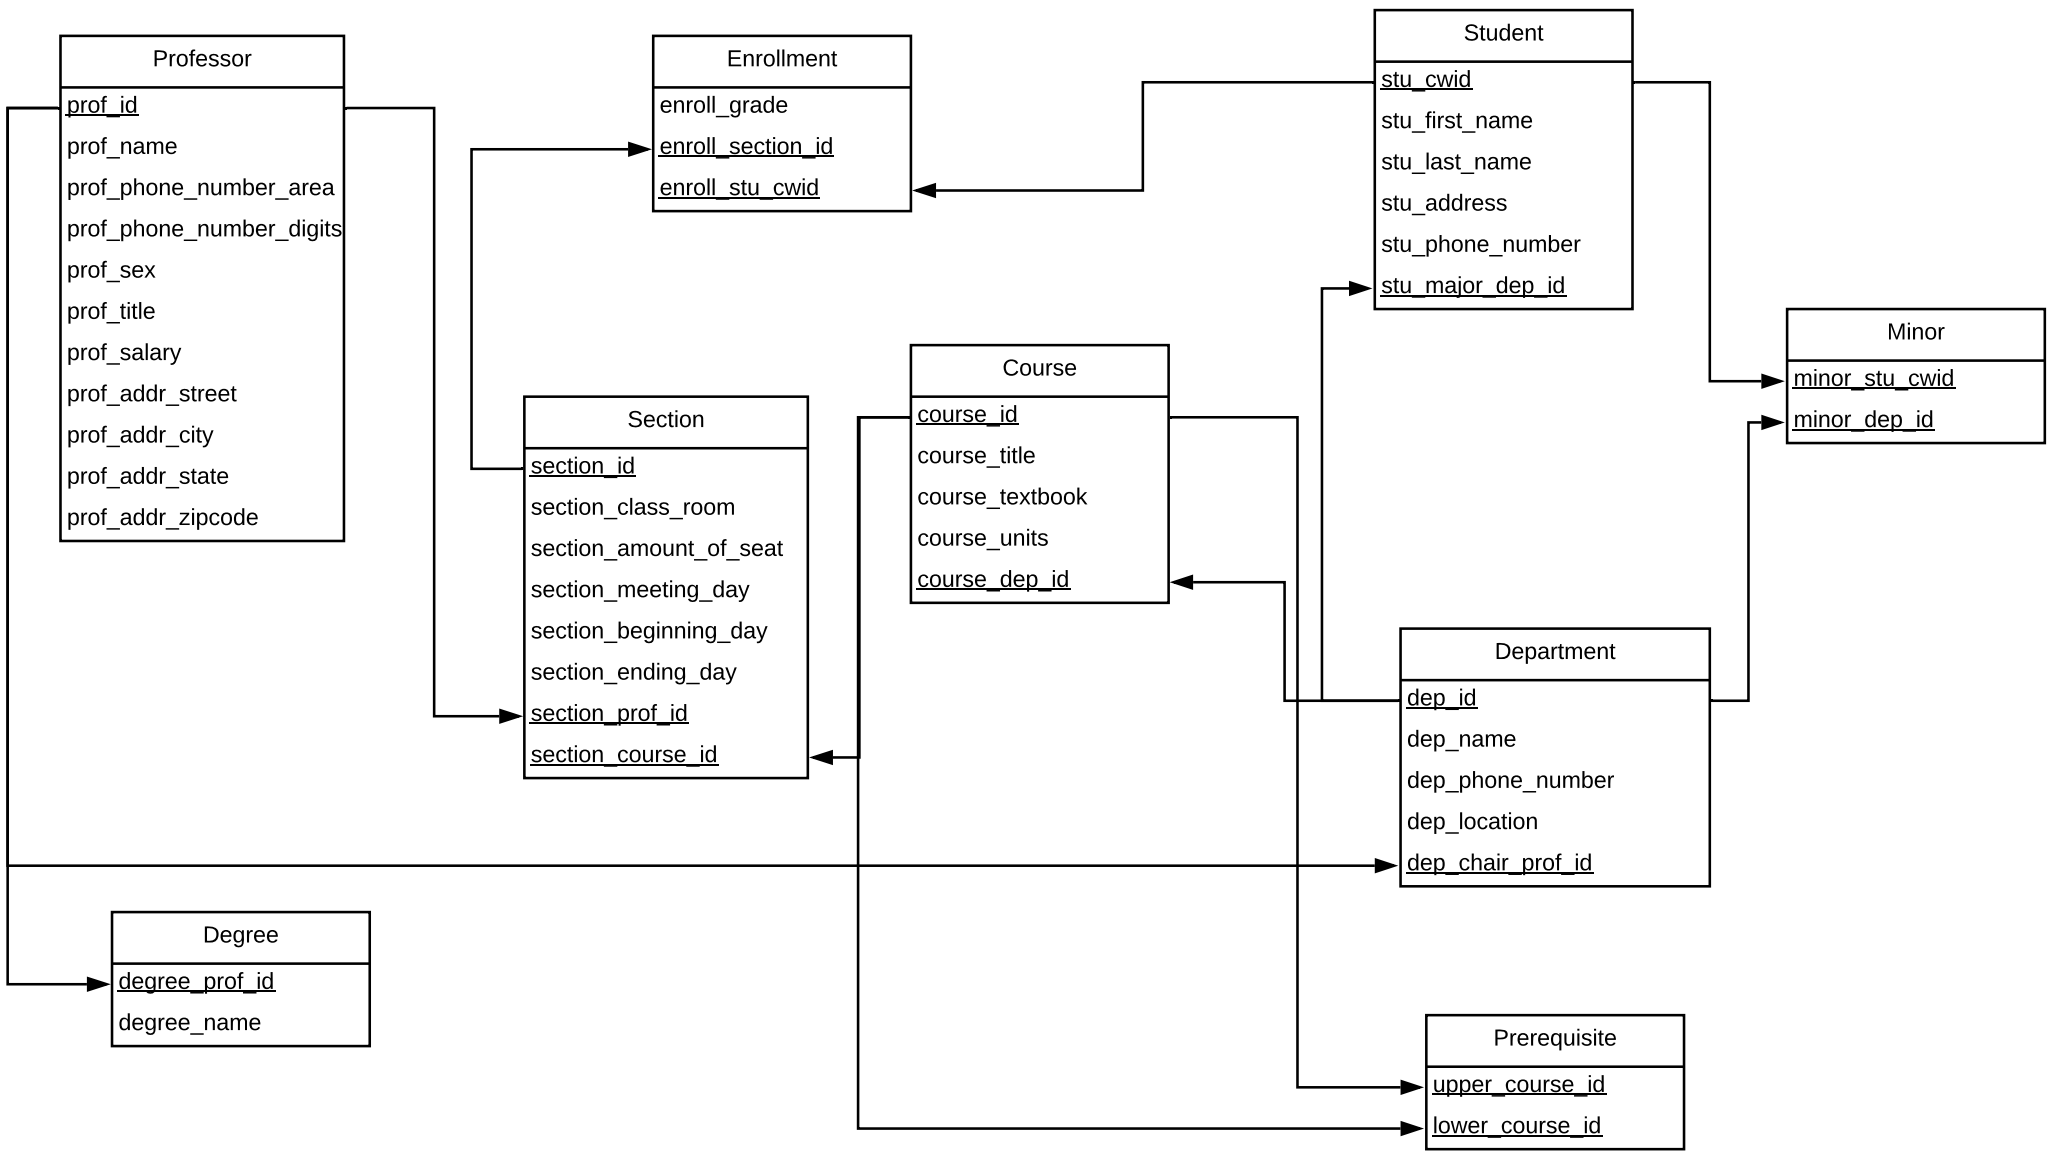 Professor
prof_id
prof_name
prof_phone_number_area
prof_phone_number_digits
prof_sex
prof_title
prof_salary
prof_addr_street
prof_addr_city
prof_addr_state
prof_addr_zipcode
Enrollment
enroll_grade
enroll_section_id
enroll_stu_cwid
Student
stu_cwid
stu_first_name
stu_last_name
stu_address
stu_phone_number
stu_major_dep_id
Minor
minor_stu_cwid
minor_dep_id
Section
section_id
section_class_room
section_amount_of_seat
section_meeting_day
section_beginning_day
section_ending_day
section_prof_id
section_course_id
Course
course_id
course_title
course_textbook
course_units
course_dep_id
Department
dep_id
dep_name
dep_phone_number
dep_location
dep_chair_prof_id
Degree
degree_prof_id
degree_name
Prerequisite
upper_course_id
lower_course_id